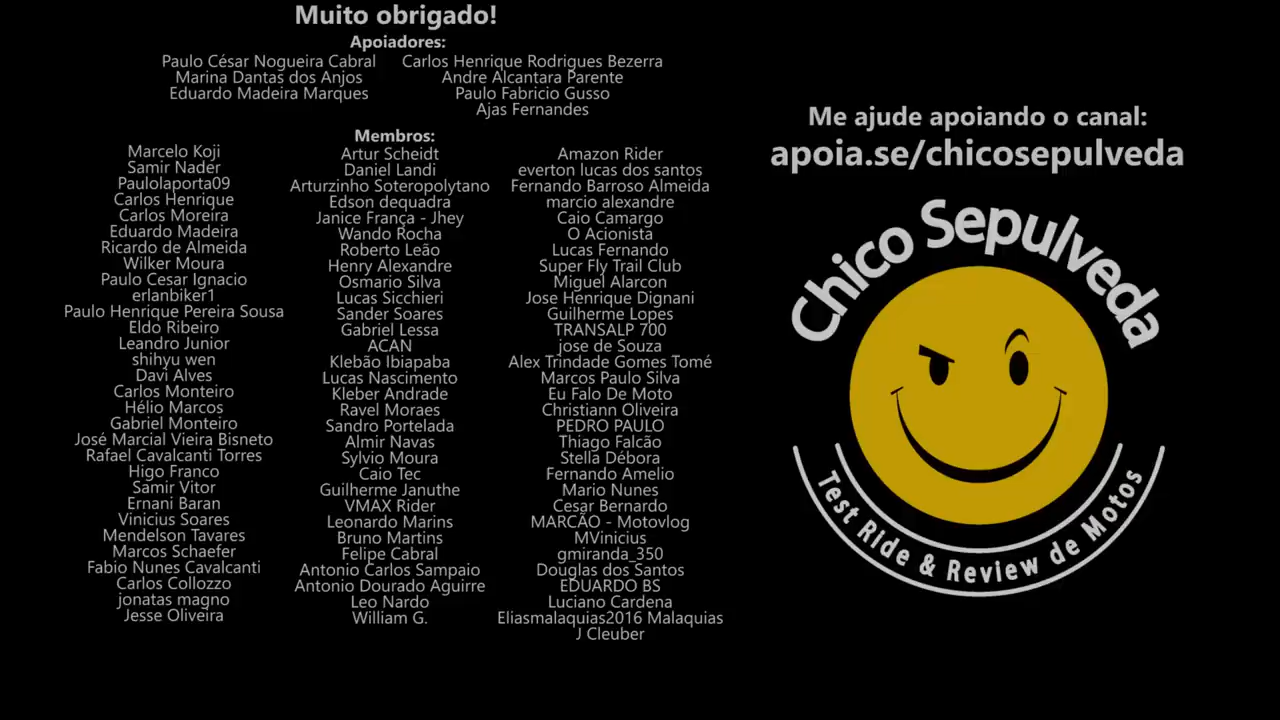 Muito obrigado!
Apoiadores:
Paulo César Nogueira Cabral
Marina Dantas dos Anjos
Eduardo Madeira Marques
Carlos Henrique Rodrigues Bezerra
Andre Alcantara Parente
Paulo Fabricio Gusso
Ajas Fernandes
Membros:
Marcelo Koji
Samir Nader
Paulolaporta09
Carlos Henrique
Carlos Moreira
Eduardo Madeira
Ricardo de Almeida
Wilker Moura
Paulo Cesar Ignacio
erlanbiker1
Paulo Henrique Pereira Sousa
Eldo Ribeiro
Leandro Junior
shihyu wen
Davi Alves
Carlos Monteiro
Hélio Marcos
Gabriel Monteiro
José Marcial Vieira Bisneto
Rafael Cavalcanti Torres
Higo Franco
Samir Vitor
Ernani Baran
Vinicius Soares
Mendelson Tavares
Marcos Schaefer
Fabio Nunes Cavalcanti
Carlos Collozzo
jonatas magno
Jesse Oliveira
Artur Scheidt
Daniel Landi
Arturzinho Soteropolytano
Edson dequadra
Janice França - Jhey
Wando Rocha
Roberto Leão
Henry Alexandre
Osmario Silva
Lucas Sicchieri
Sander Soares
Gabriel Lessa
ACAN
Klebão Ibiapaba
Lucas Nascimento
Kleber Andrade
Ravel Moraes
Sandro Portelada
Almir Navas
Sylvio Moura
Caio Tec
Guilherme Januthe
VMAX Rider
Leonardo Marins
Bruno Martins
Felipe Cabral
Antonio Carlos Sampaio
Antonio Dourado Aguirre
Leo Nardo
William G.
Amazon Rider
everton lucas dos santos
Fernando Barroso Almeida
marcio alexandre
Caio Camargo
O Acionista
Lucas Fernando
Super Fly Trail Club
Miguel Alarcon
Jose Henrique Dignani
Guilherme Lopes
TRANSALP 700
jose de Souza
Alex Trindade Gomes Tomé
Marcos Paulo Silva
Eu Falo De Moto
Christiann Oliveira
PEDRO PAULO
Thiago Falcão
Stella Débora
Fernando Amelio
Mario Nunes
Cesar Bernardo
MARCÃO - Motovlog
MVinicius
gmiranda_350
Douglas dos Santos
EDUARDO BS
Luciano Cardena
Eliasmalaquias2016 Malaquias
J Cleuber
Me ajude apoiando o canal:
apoia.se/chicosepulveda
Chico Sepulveda
Test Ride & Review de Motos